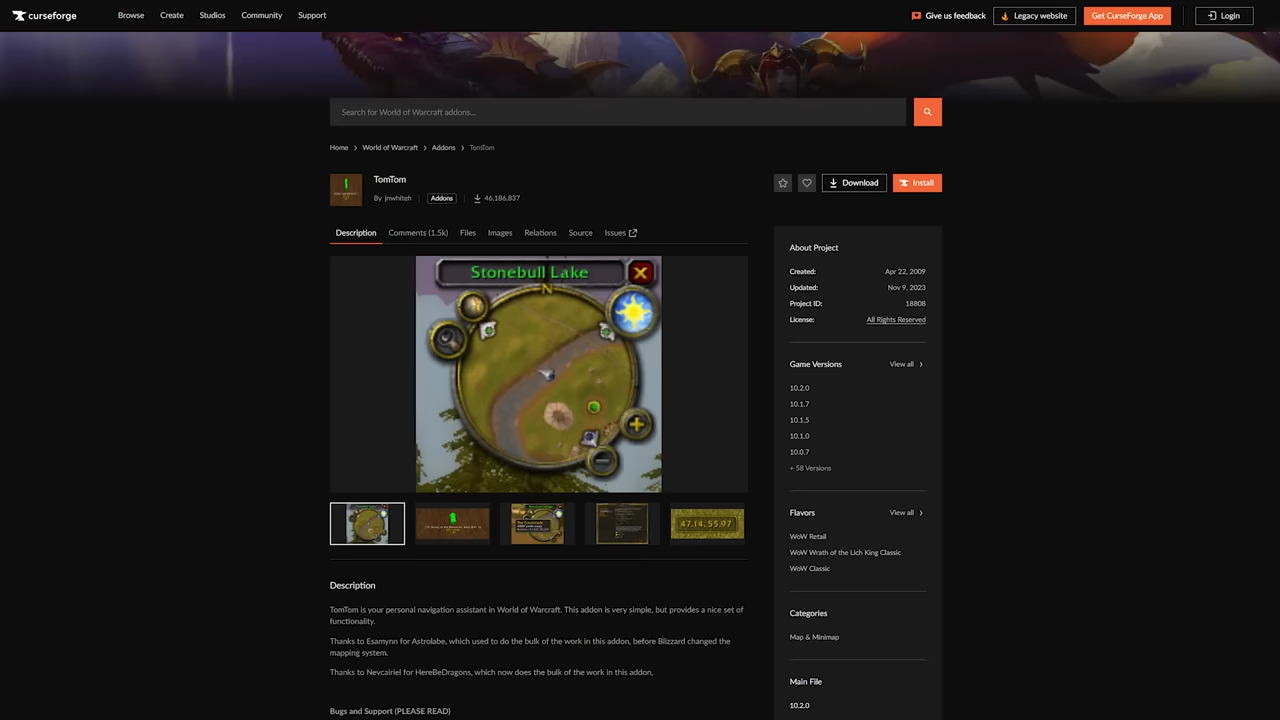 curseforge Browse Create Studios Community Support Give us feedback Legacy website Get CurseForge App Login
Search for World of Warcraft addons...
Home World of Warcraft Addons TomTom
TomTom
By jnwhiteh Addons 46,186,837
Download Install
Description Comments (1.5k) Files Images Relations Source Issues
Stonebull Lake
N
47.14, 55.97
Description
TomTom is your personal navigation assistant in World of Warcraft. This addon is very simple, but provides a nice set of
functionality.
Thanks to Esamynn for Astrolabe, which used to do the bulk of the work in this addon, before Blizzard changed the
mapping system.
Thanks to Nevcairiel for HereBeDragons, which now does the bulk of the work in this addon,
Bugs and Support (PLEASE READ)
About Project
Created: Apr 22, 2009
Updated: Nov 9, 2023
Project ID: 18808
License: All Rights Reserved
Game Versions View all
10.2.0
10.1.7
10.1.5
10.1.0
10.0.7
+ 58 Versions
Flavors View all
WoW Retail
WoW Wrath of the Lich King Classic
WoW Classic
Categories
Map & Minimap
Main File
10.2.0